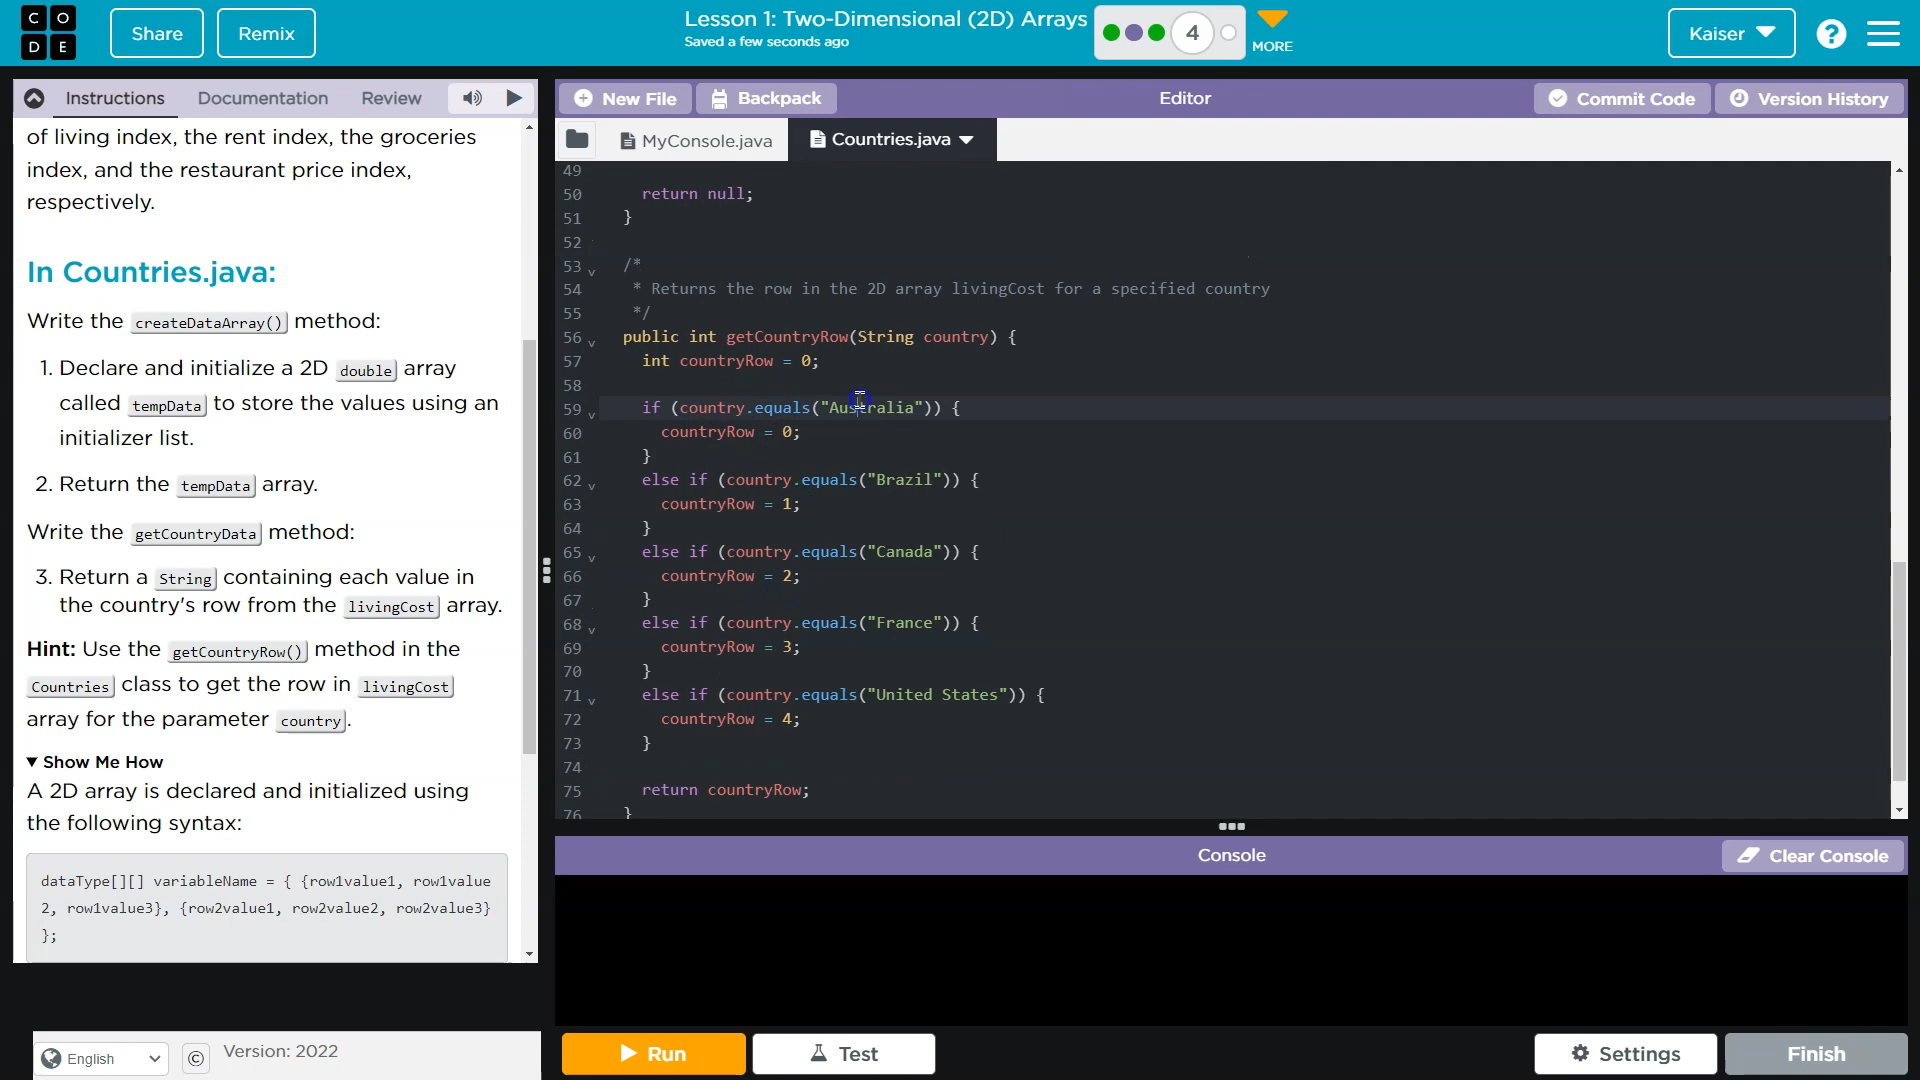 CODE
Share
Remix
Lesson 1: Two-Dimensional (2D) Arrays
Saved a few seconds ago
4
MORE
Kaiser
?
Instructions
Documentation
Review
New File
Backpack
Editor
Commit Code
Version History
MyConsole.java
Countries.java
of living index, the rent index, the groceries
index, and the restaurant price index,
respectively.
In Countries.java:
Write the createDataArray() method:
1. Declare and initialize a 2D double array
called tempData to store the values using an
initializer list.
2. Return the tempData array.
Write the getCountryData method:
3. Return a String containing each value in
the country's row from the livingCost array.
Hint: Use the getCountryRow() method in the
Countries class to get the row in livingCost
array for the parameter country.
▾ Show Me How
A 2D array is declared and initialized using
the following syntax:
dataType[][] variableName = { {row1value1, row1value
2, row1value3}, {row2value1, row2value2, row2value3}
};
49
50 return null;
51 }
52
53 /*
54 * Returns the row in the 2D array livingCost for a specified country
55 */
56 public int getCountryRow(String country) {
57 int countryRow = 0;
58
59 if (country.equals("Australia")) {
60 countryRow = 0;
61 }
62 else if (country.equals("Brazil")) {
63 countryRow = 1;
64 }
65 else if (country.equals("Canada")) {
66 countryRow = 2;
67 }
68 else if (country.equals("France")) {
69 countryRow = 3;
70 }
71 else if (country.equals("United States")) {
72 countryRow = 4;
73 }
74
75 return countryRow;
76 }
Console
Clear Console
English
©
Version: 2022
Run
Test
Settings
Finish